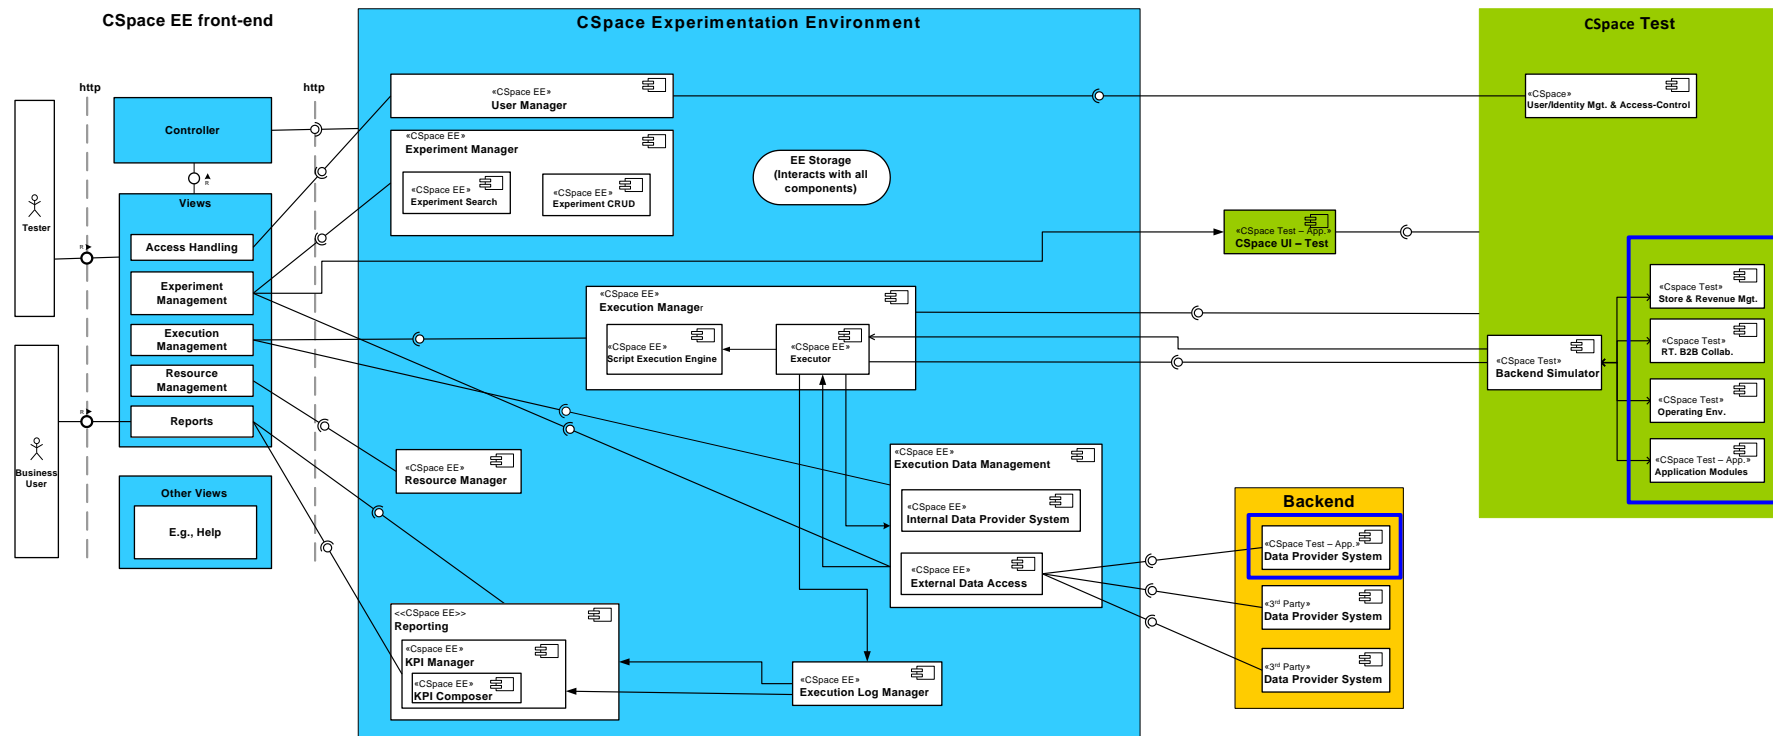 CSpace EE front-end
CSpace Experimentation Environment
CSpace Test
http
http
Controller
R
Views
Access Handling
Experiment
Management
Execution
Management
Resource
Management
Reports
Other Views
E.g., Help
Tester
R
Business
User
R
«CSpace EE»
User Manager
«CSpace EE»
Experiment Manager
«CSpace EE»
Experiment Search
«CSpace EE»
Experiment CRUD
EE Storage
(Interacts with all
components)
«CSpace EE»
Execution Manager
«CSpace EE»
Script Execution Engine
«CSpace EE»
Executor
«CSpace EE»
Resource Manager
«CSpace EE»
Execution Data Management
«CSpace EE»
Internal Data Provider System
«CSpace EE»
External Data Access
<<CSpace EE>>
Reporting
«Cspace EE»
KPI Manager
«CSpace EE»
KPI Composer
«CSpace EE»
Execution Log Manager
«CSpace Test – App.»
CSpace UI – Test
«CSpace»
User/Identity Mgt. & Access-Control
«CSpace Test»
Backend Simulator
«Cspace Test»
Store & Revenue Mgt.
«CSpace Test»
RT. B2B Collab.
«CSpace Test»
Operating Env.
«CSpace Test – App.»
Application Modules
Backend
«CSpace Test – App.»
Data Provider System
«3rd Party»
Data Provider System
«3rd Party»
Data Provider System